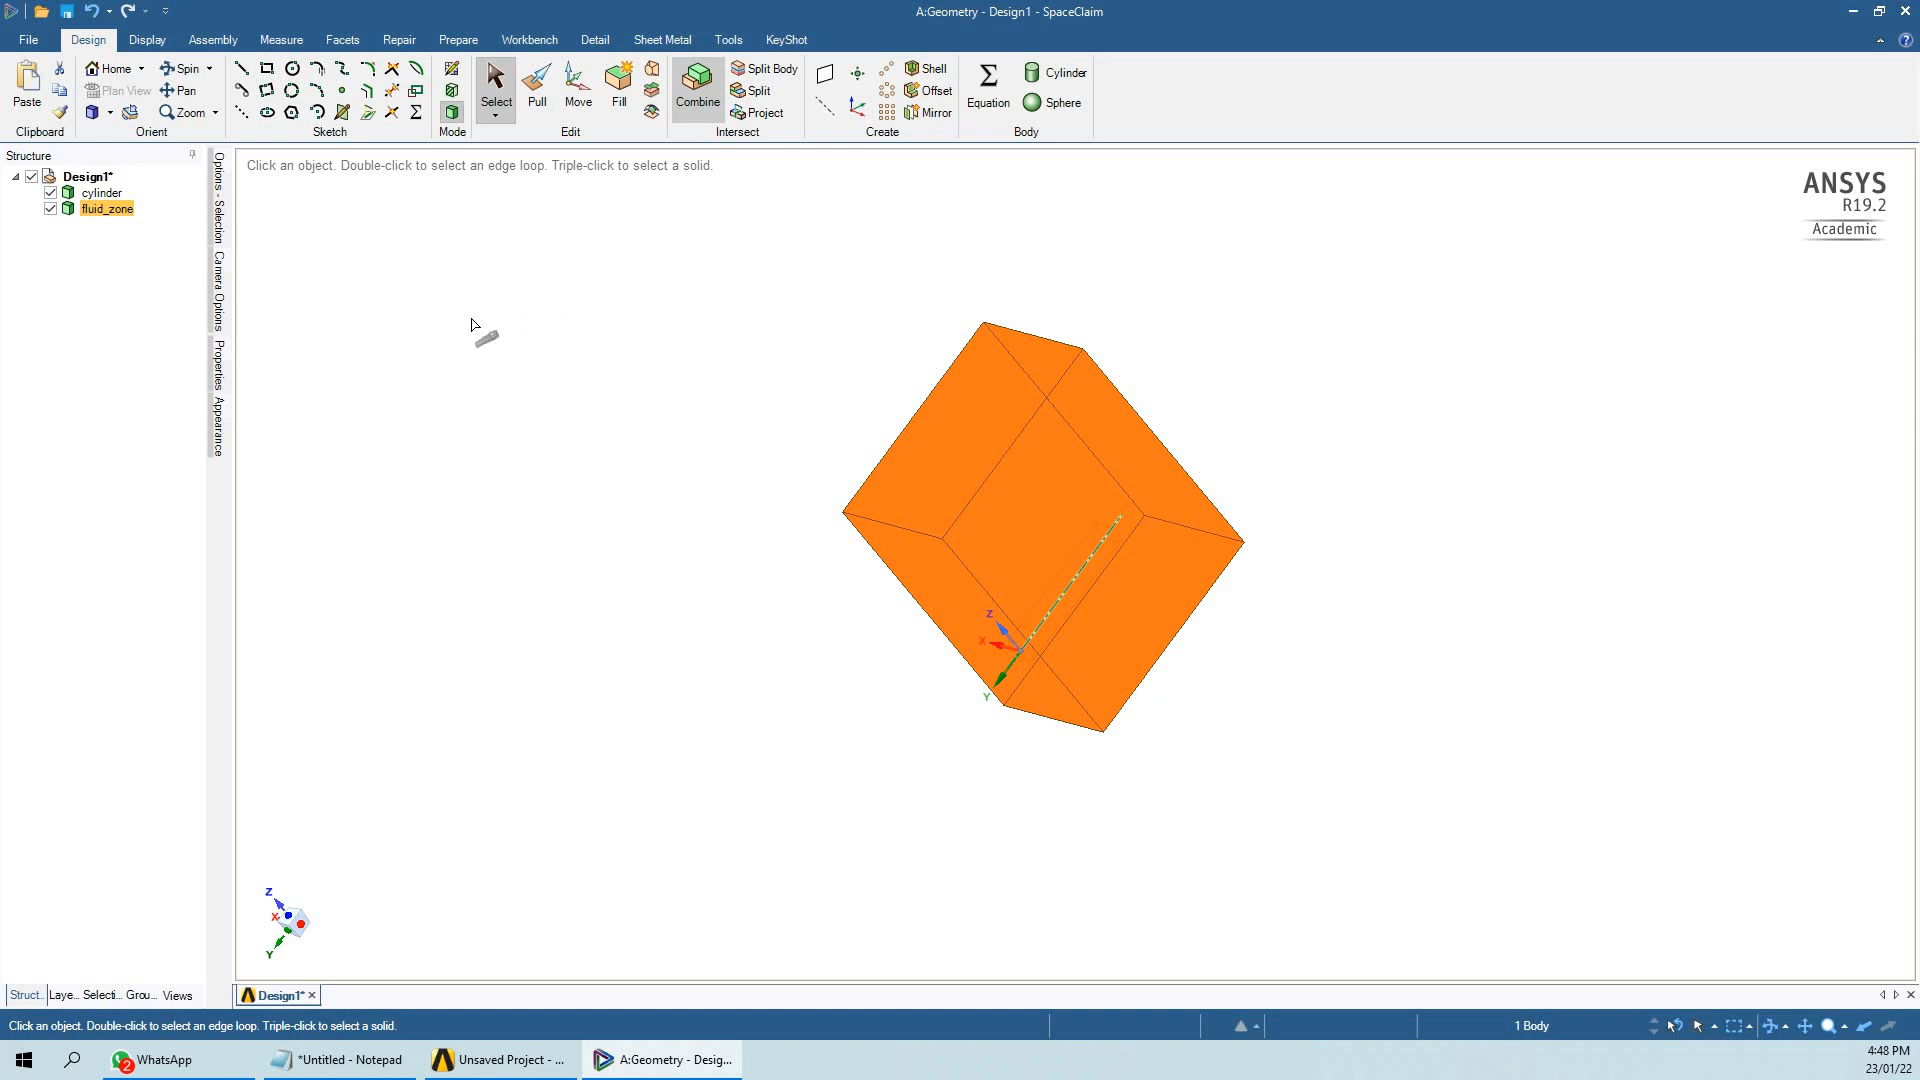 A:Geometry - Design1 - SpaceClaim
File Design Display Assembly Measure Facets Repair Prepare Workbench Detail Sheet Metal Tools KeyShot
Paste
Home
Plan View
Spin
Pan
Zoom
Select
Pull
Move
Fill
Combine
Split Body
Split
Project
Shell
Offset
Mirror
Equation
Cylinder
Sphere
Clipboard Orient Sketch Mode Edit Intersect Create Body
Structure
Design1*
cylinder
fluid_zone
Options - Selection
Camera Options
Properties
Appearance
Click an object. Double-click to select an edge loop. Triple-click to select a solid.
ANSYS
R19.2
Academic
Z
X
Y
Z
X
Y
Struct... Laye... Selecti... Grou... Views
Design1*
Click an object. Double-click to select an edge loop. Triple-click to select a solid.
1 Body
2
WhatsApp
*Untitled - Notepad
Unsaved Project - ...
A:Geometry - Desig...
4:48 PM
23/01/22